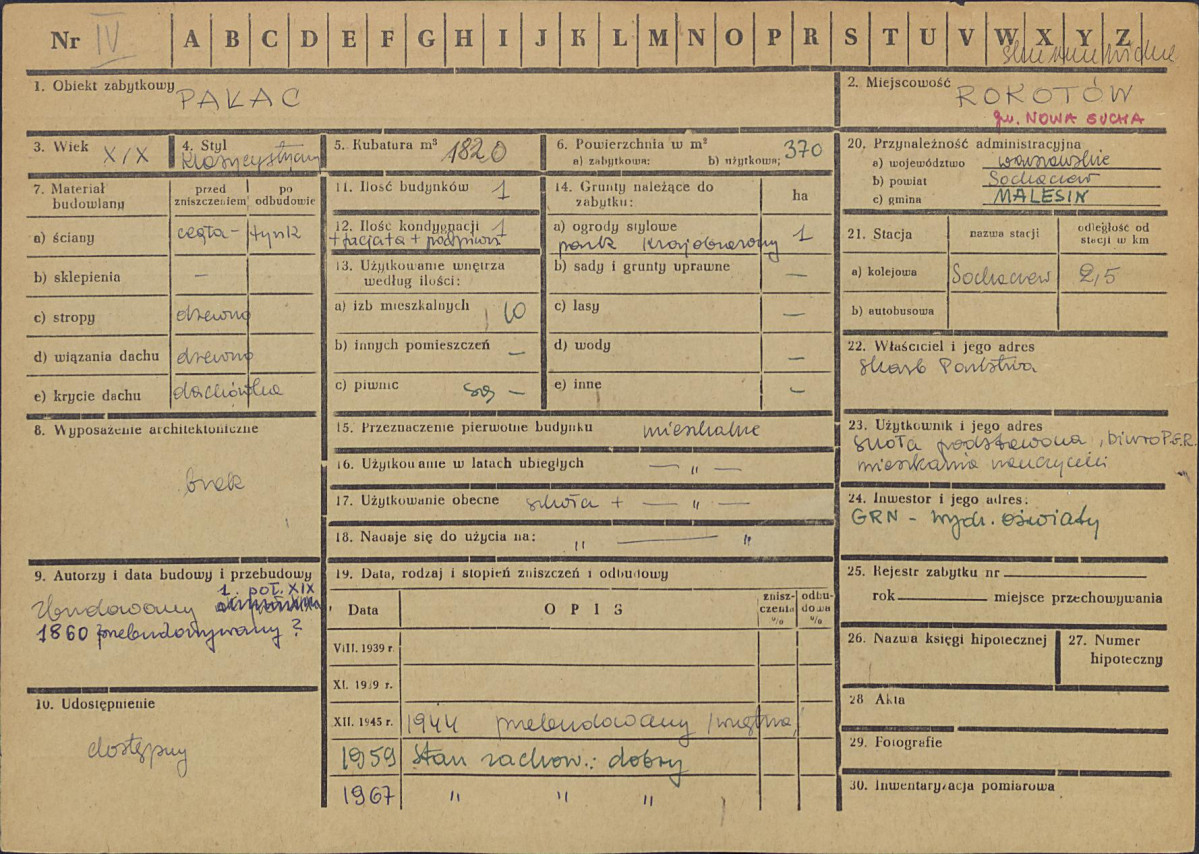 Nr IV A B C D E F G H I J K L M N O P R S T U V W X Y Z
1. Obiekt zabytkowy PAŁAC
2. Miejscowość ROKOTÓW
gm. NOWA SUCHA
3. Wiek XIX
4. Styl klasycystyczny
5. Kubatura m³ 1820
6. Powierzchnia w m²
a) zabytkowa: b) użytkowa: 370
7. Materiał budowlany
przed zniszczeniem
po odbudowie
a) ściany cegła - tynk
b) sklepienia —
c) stropy drewno
d) wiązania dachu drewno
e) krycie dachu dachówka
8. Wyposażenie architektoniczne
brak
9. Autorzy i data budowy i przebudowy
1. poł. XIX
Zbudowany
1860 przebudowywany ?
10. Udostępnienie
dostępny
11. Ilość budynków 1
12. Ilość kondygnacji 1
+ facjata + podpiwn.
13. Użytkowanie wnętrza
według ilości:
a) izb mieszkalnych 10
b) innych pomieszczeń —
c) piwnic są —
14. Grunty należące do
zabytku: ha
a) ogrody stylowe
park krajobrazowy 1
b) sady i grunty uprawne —
c) lasy —
d) wody —
e) inne —
15. Przeznaczenie pierwotne budynku mieszkalne
16. Użytkowanie w latach ubiegłych — " —
17. Użytkowanie obecne szkoła + — " —
18. Nadaje się do użycia na: " — "
19. Data, rodzaj i stopień zniszczeń i odbudowy
Data OPIS zniszczenia % odbudowa %
VIII. 1939 r.
XI. 1939 r.
XII. 1945 r. 1944 przebudowany /wnętrza/
1959 Stan zachow.: dobry
1967 " " "
20. Przynależność administracyjna
a) województwo warszawskie
b) powiat Sochaczew
c) gmina MALESIN
21. Stacja nazwa stacji odległość od stacji w km
a) kolejowa Sochaczew 2,5
b) autobusowa
22. Właściciel i jego adres
Skarb Państwa
23. Użytkownik i jego adres
szkoła podstawowa, biuro P.G.R.
mieszkania nauczycieli
24. Inwestor i jego adres:
GRN - Wydz. Oświaty
25. Rejestr zabytku nr
rok miejsce przechowywania
26. Nazwa księgi hipotecznej
27. Numer
hipoteczny
28. Akta
29. Fotografie
30. Inwentaryzacja pomiarowa